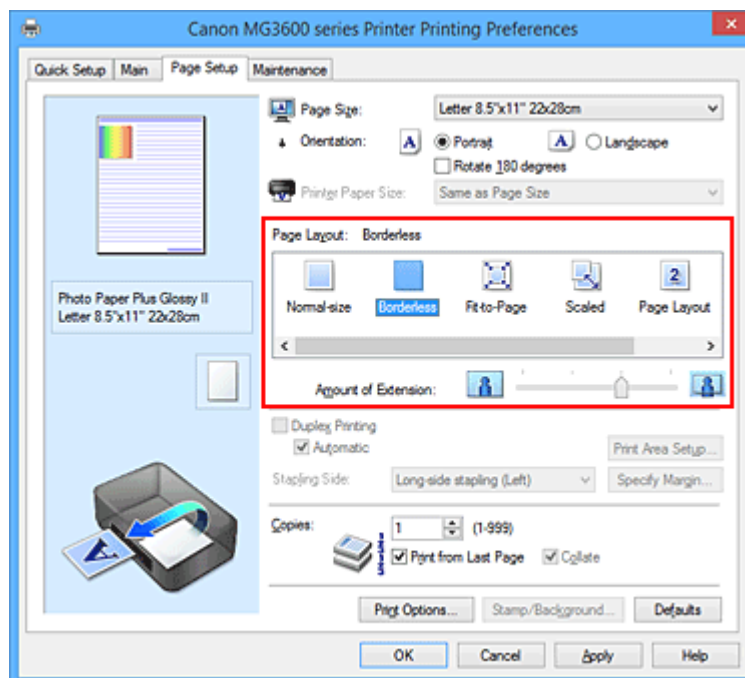 Canon MG3600 series Printer Printing Preferences
Quick Setup Main Page Setup Maintenance
Page Size: Letter 8.5"x11" 22x28cm
Orientation: A Portrait A Landscape
Rotate 180 degrees
Printer Paper Size: Same as Page Size
Page Layout: Borderless
2
Normal-size Borderless Fit-to-Page Scaled Page Layout
Photo Paper Plus Glossy II
Letter 8.5"x11" 22x28cm
Amount of Extension:
Duplex Printing
Automatic Print Area Setup...
Stapling Side: Long-side stapling (Left) Specify Margin...
A
Copies: 1 (1-999)
Print from Last Page Collate
Print Options... Stamp/Background... Defaults
OK Cancel Apply Help